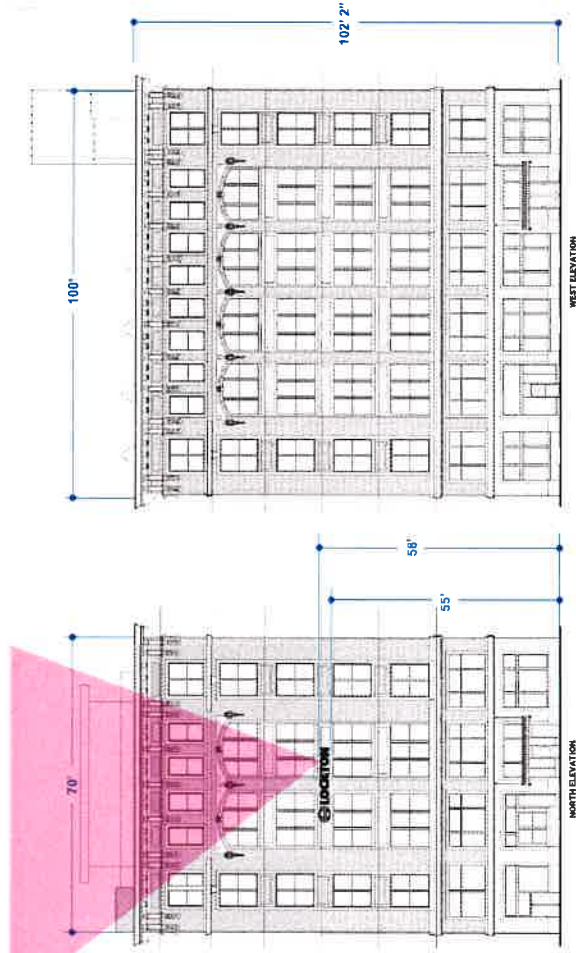 102' 2"
100'
WEST ELEVATION
58'
55'
70'
LOCKTON
NORTH ELEVATION